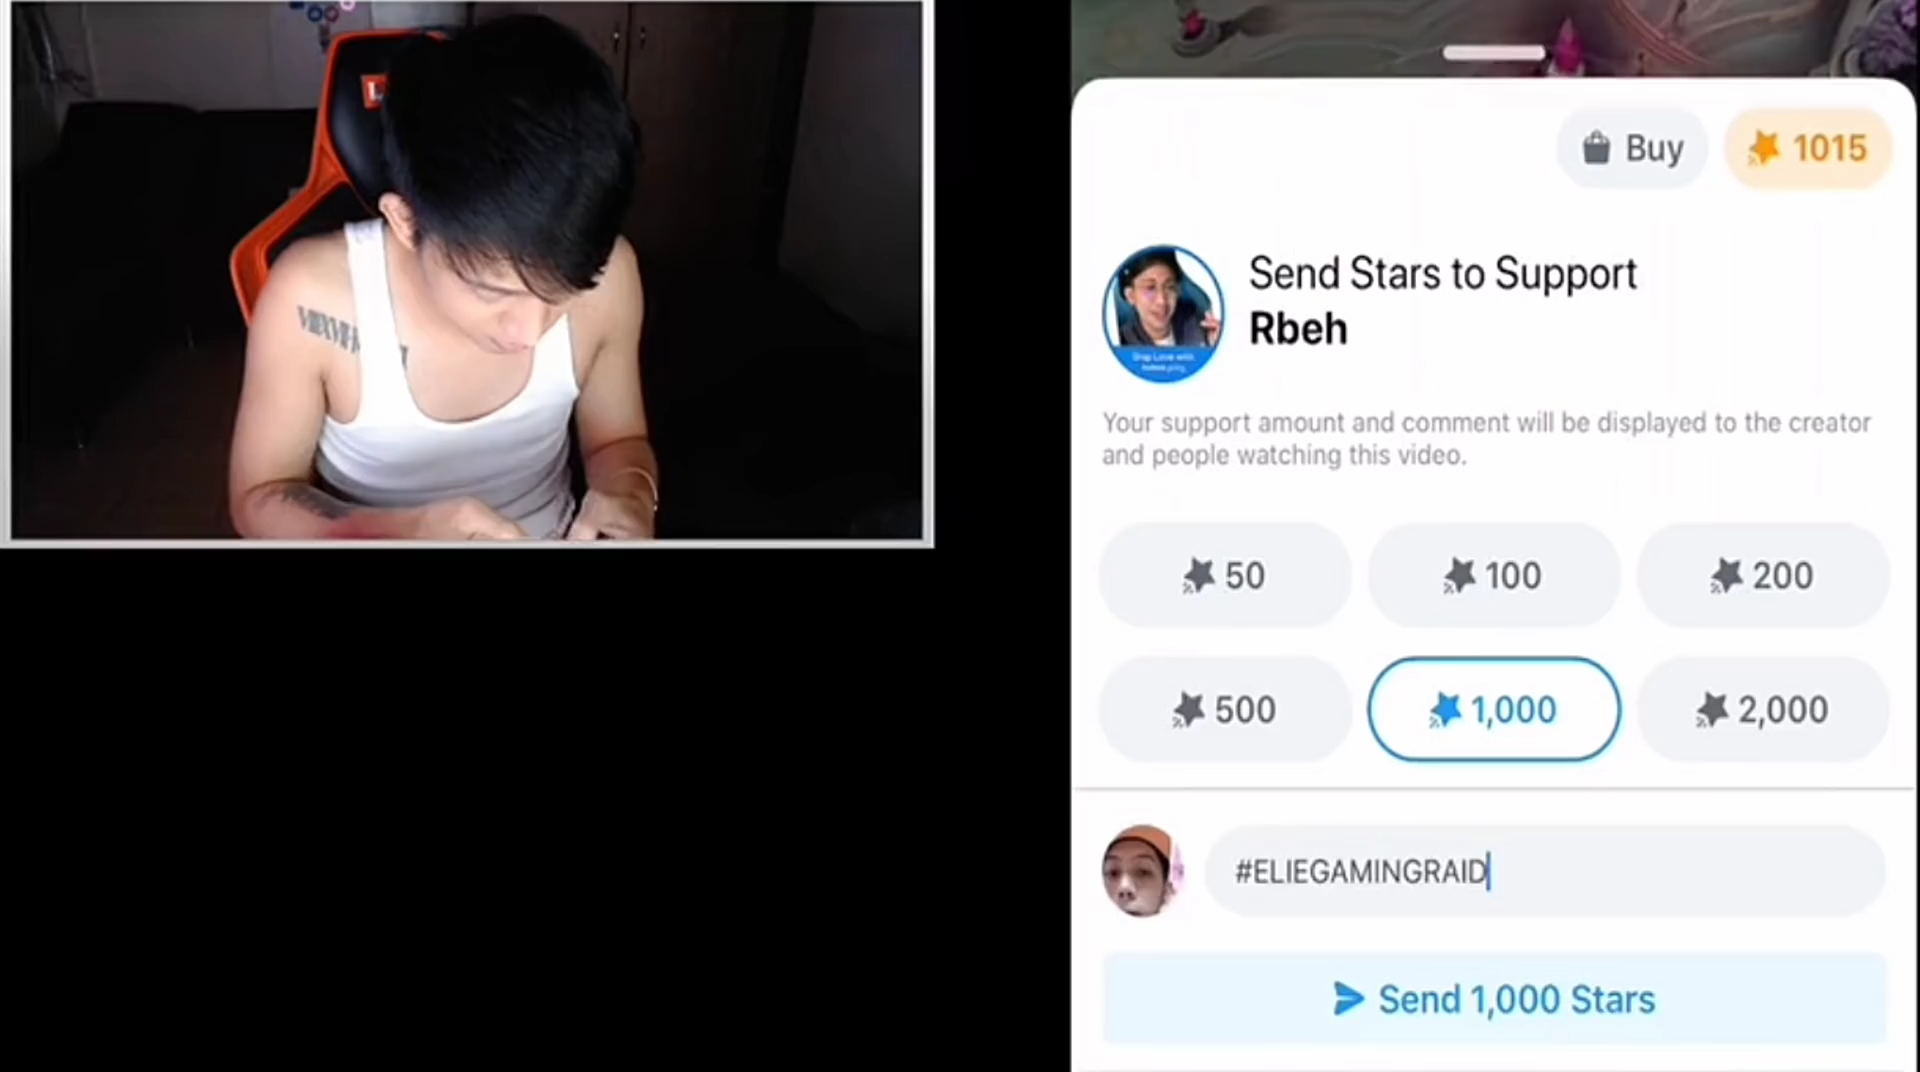 Buy
1015
Send Stars to Support
Rbeh
Your support amount and comment will be displayed to the creator
and people watching this video.
50
100
200
500
1,000
2,000
#ELIEGAMINGRAID
Send 1,000 Stars